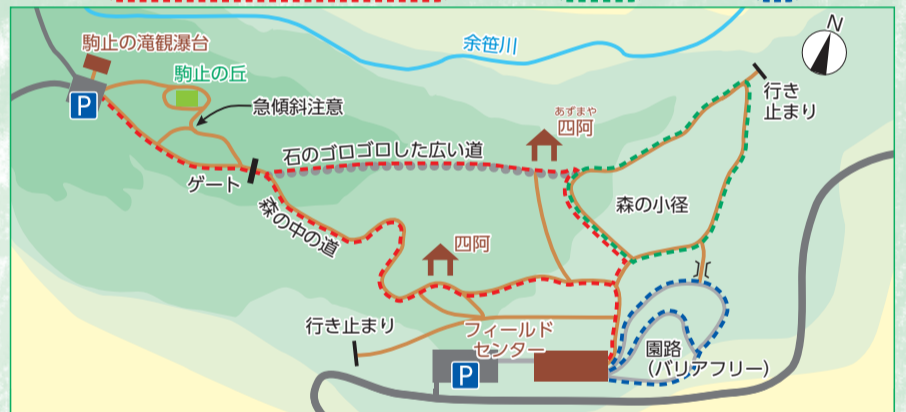 駒止の滝観瀑台
P
駒止の丘
急傾斜注意
余笹川
N
行き
止まり
あずまや
四阿
石のゴロゴロした広い道
ゲート
森の中の道
森の小径
四阿
行き止まり
フィールド
センター
P
園路
(バリアフリー)